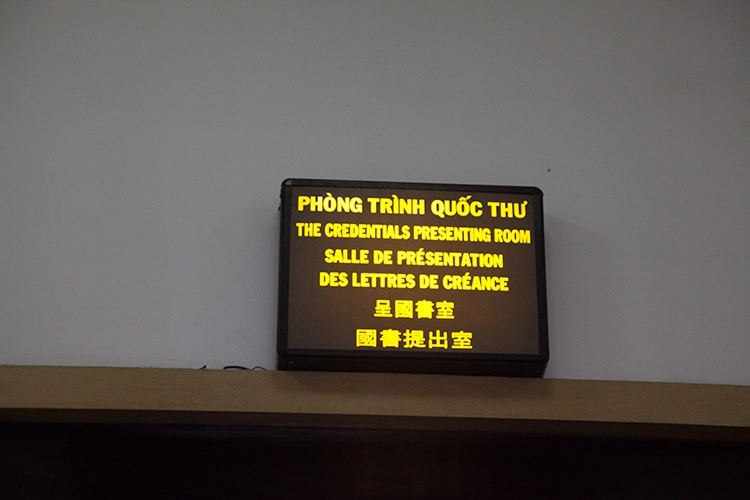 PHÒNG TRÌNH QUỐC THƯ
THE CREDENTIALS PRESENTING ROOM
SALLE DE PRÉSENTATION
DES LETTRES DE CRÉANCE
呈國書室
國書提出室